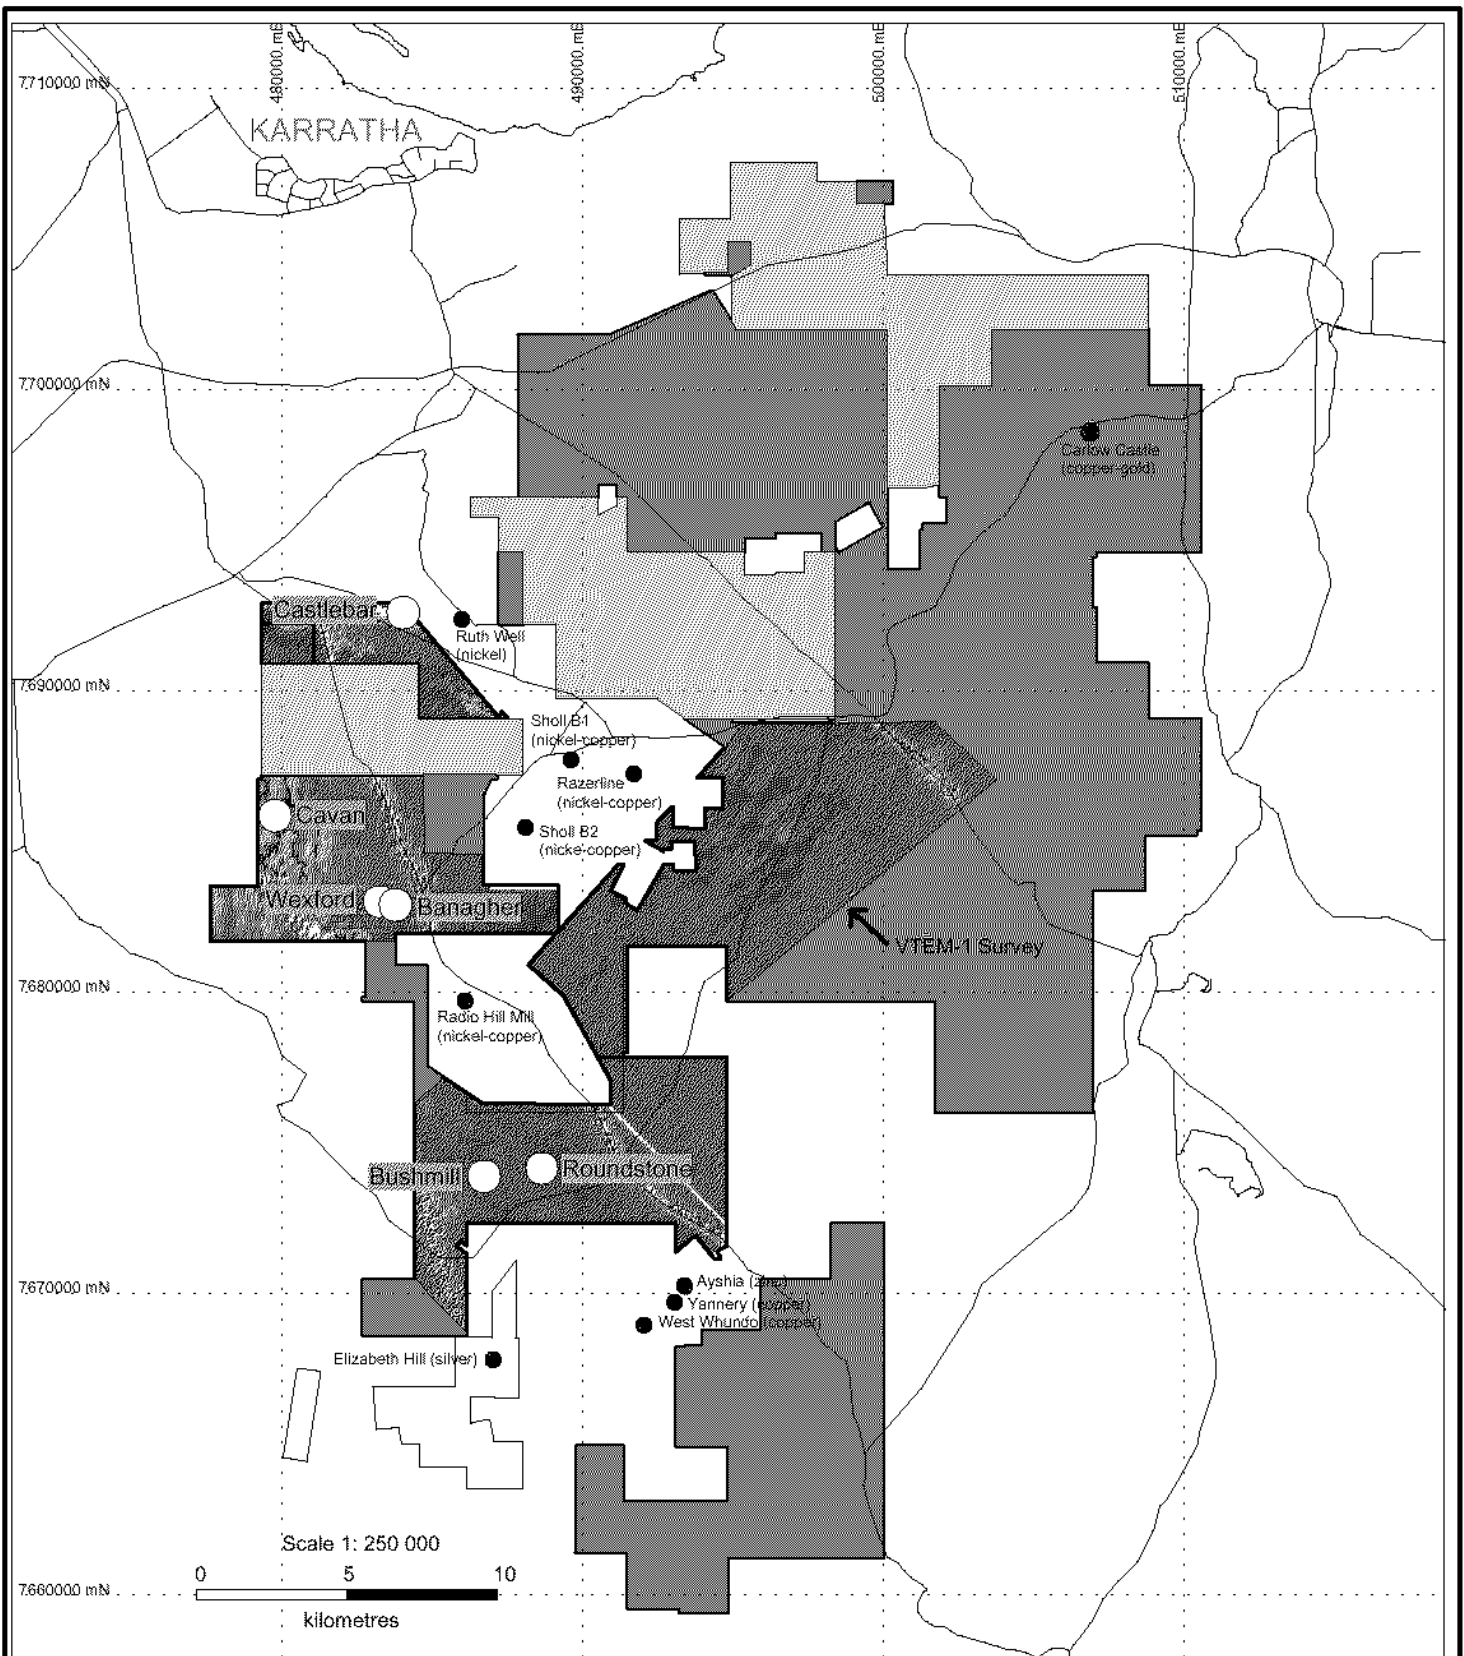 480000 mE
490000 mE
500000 mE
510000 mE
7710000 mN
KARRATHA
7700000 mN
Carlow Castle
(copper-gold)
Castlebar
Ruth Well
(nickel)
7690000 mN
Sholl B1
(nickel-copper)
Razerline
(nickel-copper)
Cavan
Sholl B2
(nicke-copper)
Wexford
Banagher
VTEM-1 Survey
7680000 mN
Radio Hill Mill
(nickel-copper)
Bushmill
Roundstone
7670000 mN
Ayshia (zinc)
Yannery (copper)
West Whundo (copper)
Elizabeth Hill (silver)
Scale 1: 250 000
0 5 10
7660000 mN
kilometres